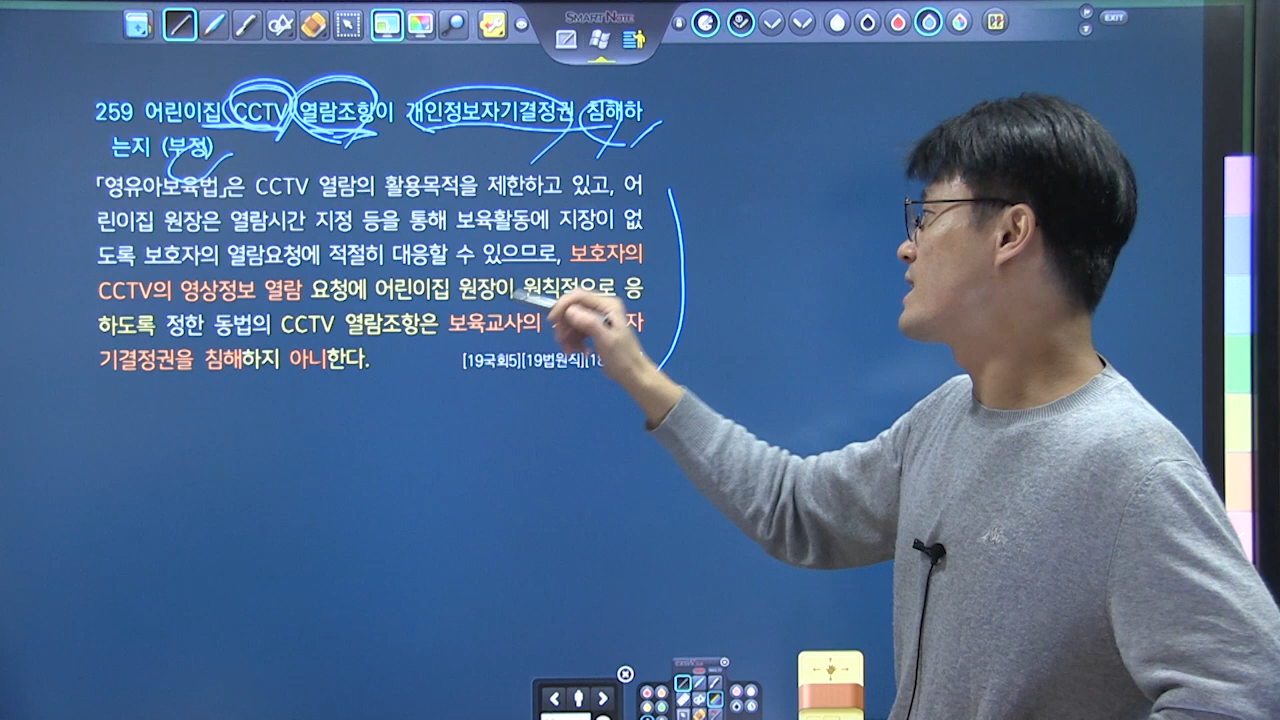 SMART NOTE
EXIT
259 어린이집 CCTV 열람조항이 개인정보자기결정권 침해하
는지 (부정)
「영유아보육법」은 CCTV 열람의 활용목적을 제한하고 있고, 어
린이집 원장은 열람시간 지정 등을 통해 보육활동에 지장이 없
도록 보호자의 열람요청에 적절히 대응할 수 있으므로, 보호자의
CCTV의 영상정보 열람 요청에 어린이집 원장이 원칙적으로 응
하도록 정한 동법의 CCTV 열람조항은 보육교사의 자
기결정권을 침해하지 아니한다. [19국회5][19법원직][18